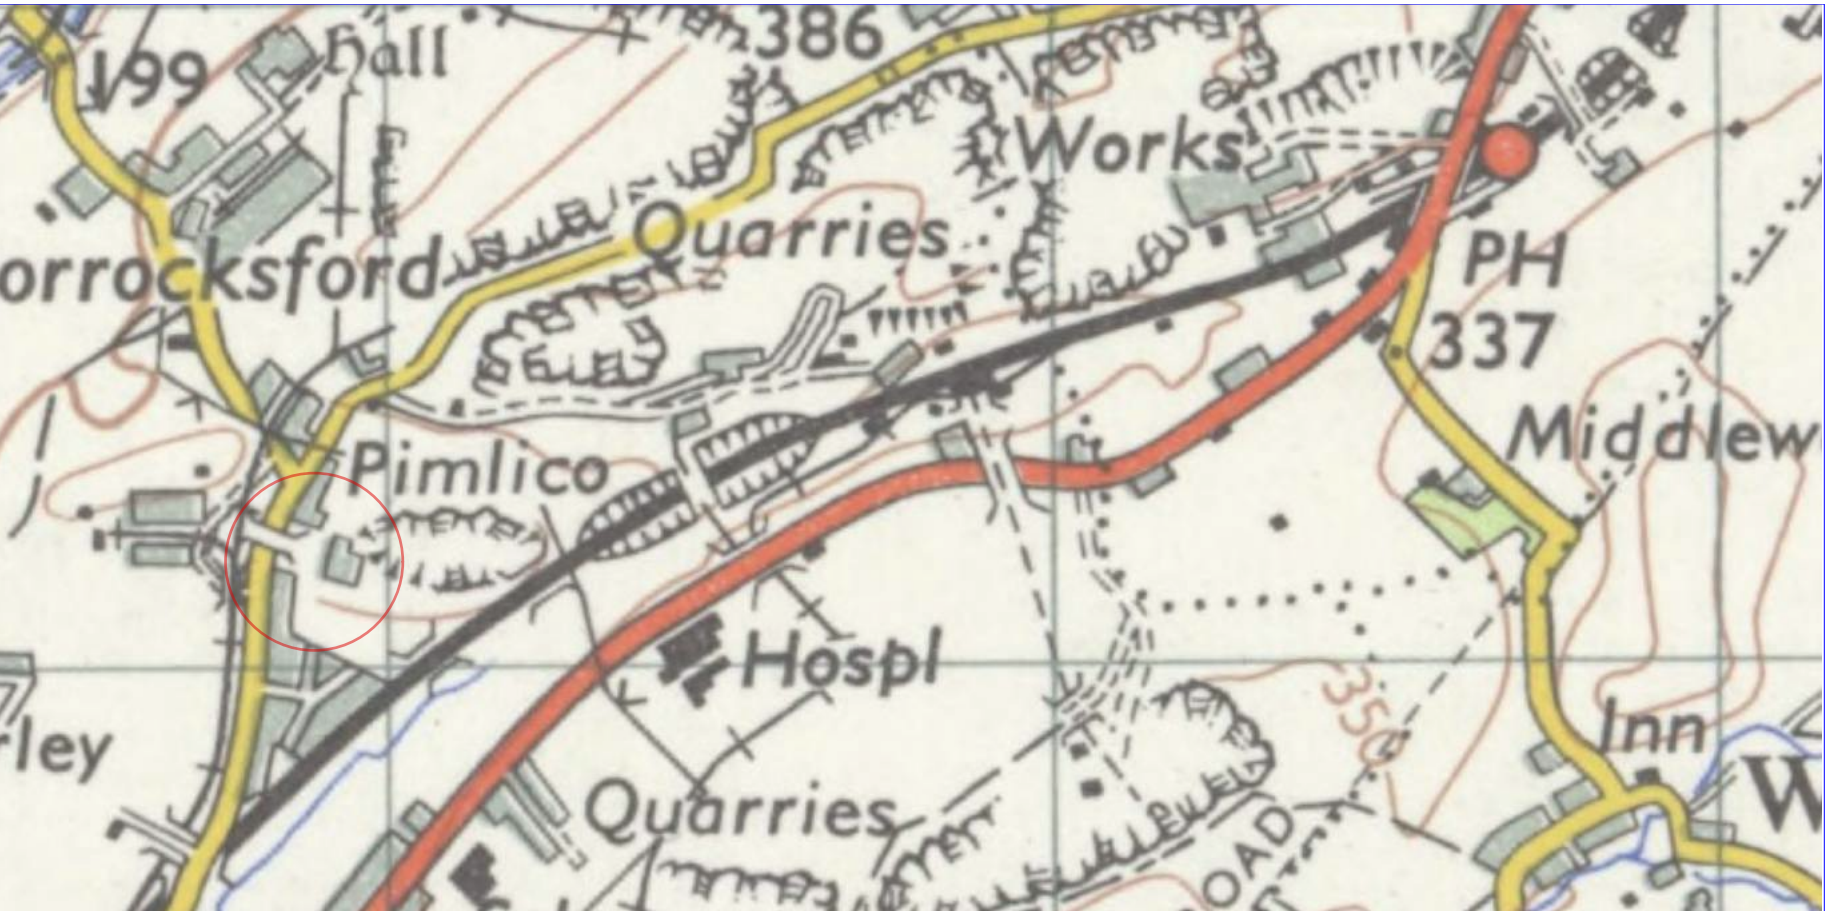 Hall
386
199
Works
Quarries
PH
orrocksford
337
Middlew
Pimlico
Hospl
350
Inn
rley
W
Quarries
OAD